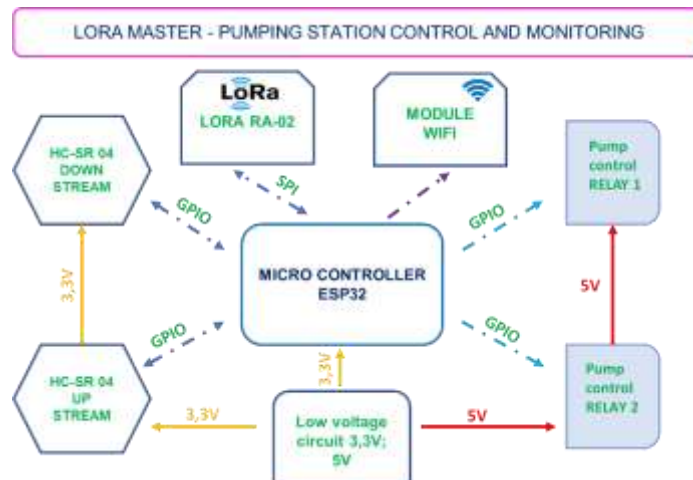 LORA MASTER - PUMPING STATION CONTROL AND MONITORING
LoRa
LORA RA-02
MODULE
WIFI
HC-SR 04
DOWN
STREAM
Pump
control
RELAY 1
SPI
GPIO
GPIO
MICRO CONTROLLER
ESP32
3,3V
5V
GPIO
GPIO
HC-SR 04
UP
STREAM
3,3V
3,3V
Low voltage
circuit 3,3V;
5V
5V
Pump
control
RELAY 2